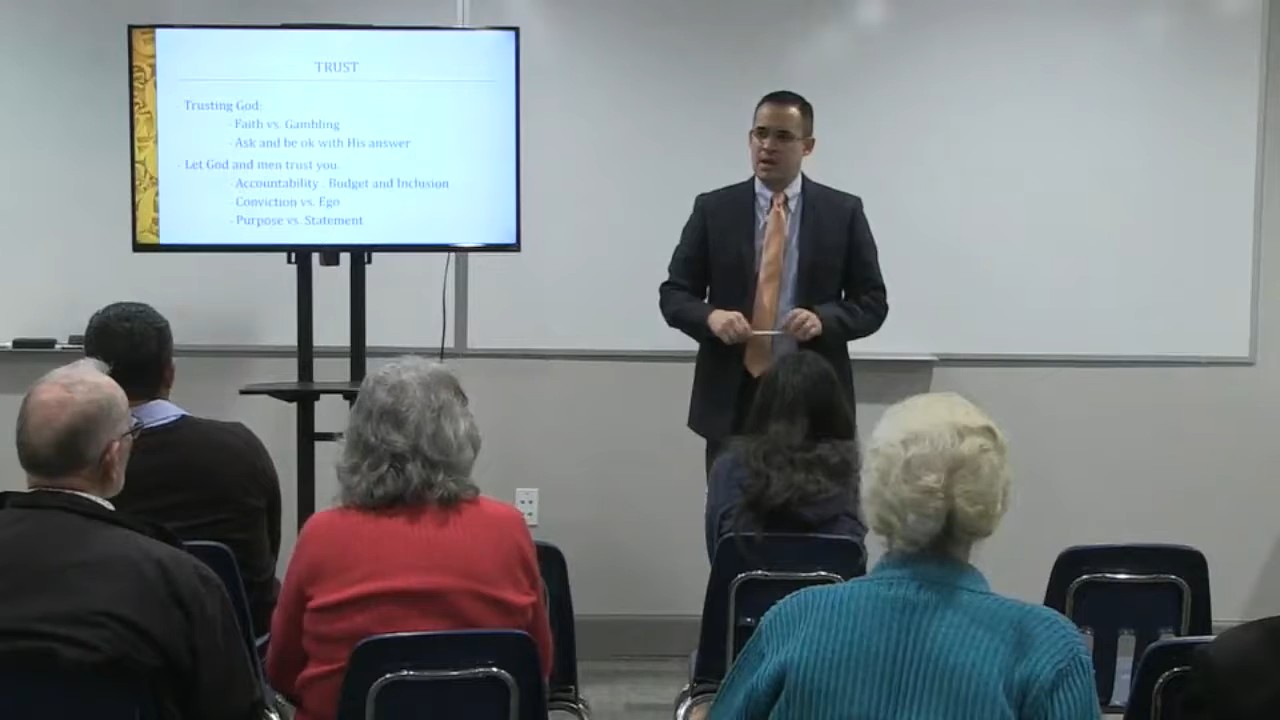 TRUST
- Trusting God:
- Faith vs. Gambling
- Ask and be ok with His answer
- Let God and men trust you.
- Accountability . Budget and Inclusion
- Conviction vs. Ego
- Purpose vs. Statement